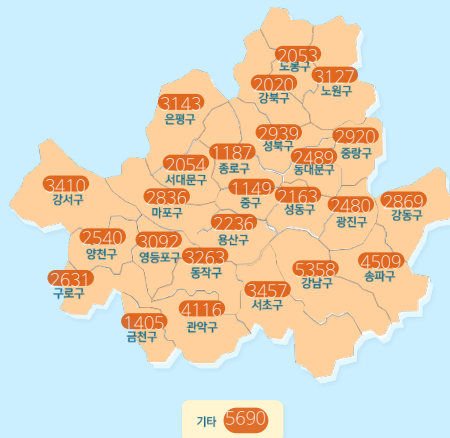 2053
도봉구
2020
강북구
3127
노원구
3143
은평구
2939
성북구
2920
중랑구
1187
종로구
2489
동대문구
2054
서대문구
3410
강서구
2836
마포구
1149
중구
2163
성동구
2480
광진구
2869
강동구
2236
용산구
2540
양천구
3092
영등포구
3263
동작구
4509
송파구
5358
강남구
2631
구로구
3457
서초구
4116
관악구
1405
금천구
기타 5690